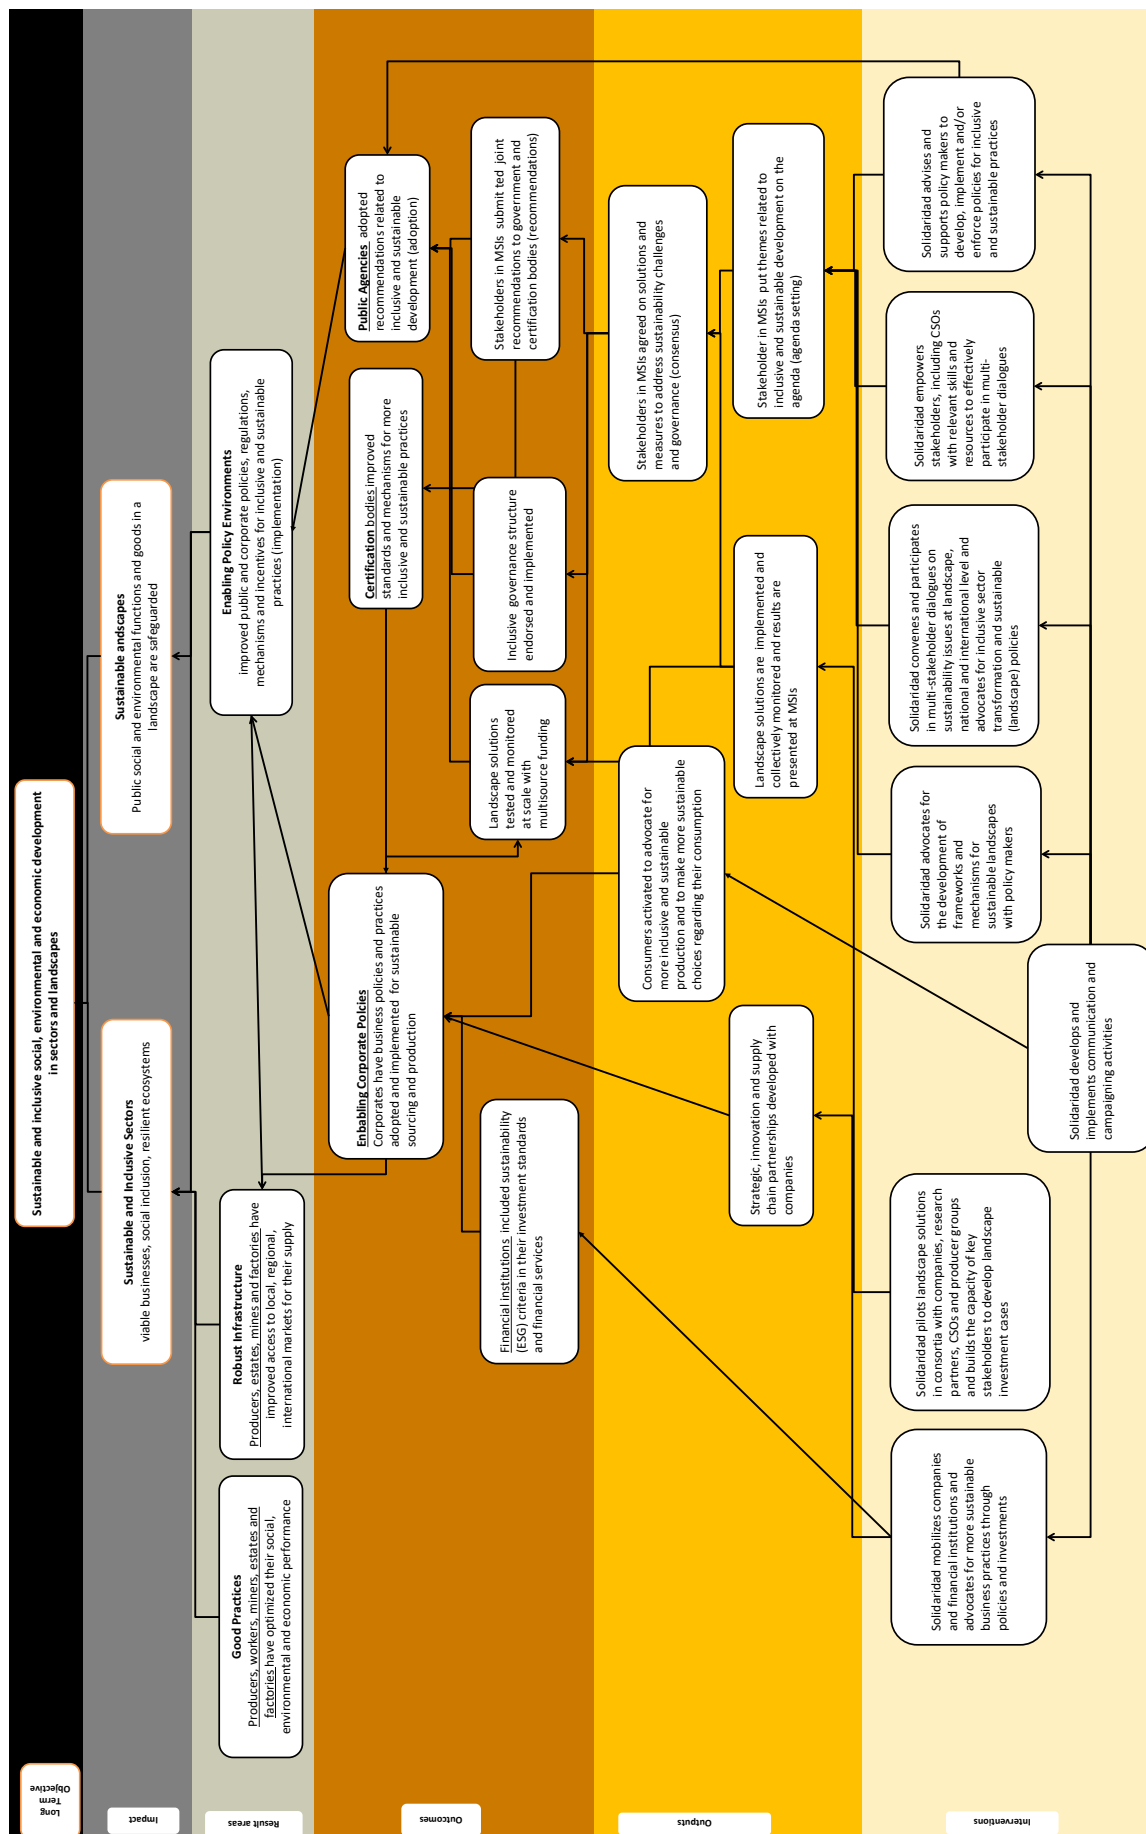 Long
Term
Objective
Sustainable and inclusive social, environmental and economic development
in sectors and landscapes
Impact
Sustainable and Inclusive Sectors
viable businesses, social inclusion, resilient ecosystems
Sustainable andscapes
Public social and environmental functions and goods in a
landscape are safeguarded
Result areas
Good Practices
Producers, workers, miners, estates and
factories have optimized their social,
environmental and economic performance
Robust Infrastructure
Producers, estates, mines and factories have
improved access to local, regional,
international markets for their supply
Enabling Policy Environments
improved public and corporate policies, regulations,
mechanisms and incentives for inclusive and sustainable
practices (implementation)
Outcomes
Enbabling Corporate Polcies
Corporates have business policies and practices
adopted and implemented for sustainable
sourcing and production
Certification bodies improved
standards and mechanisms for more
inclusive and sustainable practices
Public Agencies adopted
recommendations related to
inclusive and sustainable
development (adoption)
Financial institutions included sustainability
(ESG) criteria in their investment standards
and financial services
Landscape solutions
tested and monitored
at scale with
multisource funding
Inclusive governance structure
endorsed and implemented
Stakeholders in MSIs submit ted joint
recommendations to government and
certification bodies (recommendations)
Outputs
Consumers activated to advocate for
more inclusive and sustainable
production and to make more sustainable
choices regarding their consumption
Stakeholders in MSIs agreed on solutions and
measures to address sustainability challenges
and governance (consensus)
Strategic, innovation and supply
chain partnerships developed with
companies
Landscape solutions are implemented and
collectively monitored and results are
presented at MSIs
Stakeholder in MSIs put themes related to
inclusive and sustainable development on the
agenda (agenda setting)
Interventions
Solidaridad mobilizes companies
and financial institutions and
advocates for more sustainable
business practices through
policies and investments
Solidaridad pilots landscape solutions
in consortia with companies, research
partners, CSOs and producer groups
and builds the capacity of key
stakeholders to develop landscape
investment cases
Solidaridad advocates for
the development of
frameworks and
mechanisms for
sustainable landscapes
with policy makers
Solidaridad convenes and participates
in multi-stakeholder dialogues on
sustainability issues at landscape,
national and international level and
advocates for inclusive sector
transformation and sustainable
(landscape) policies
Solidaridad empowers
stakeholders, including CSOs
with relevant skills and
resources to effectively
participate in multi-
stakeholder dialogues
Solidaridad advises and
supports policy makers to
develop, implement and/or
enforce policies for inclusive
and sustainable practices
Solidaridad develops and
implements communication and
campaigning activities